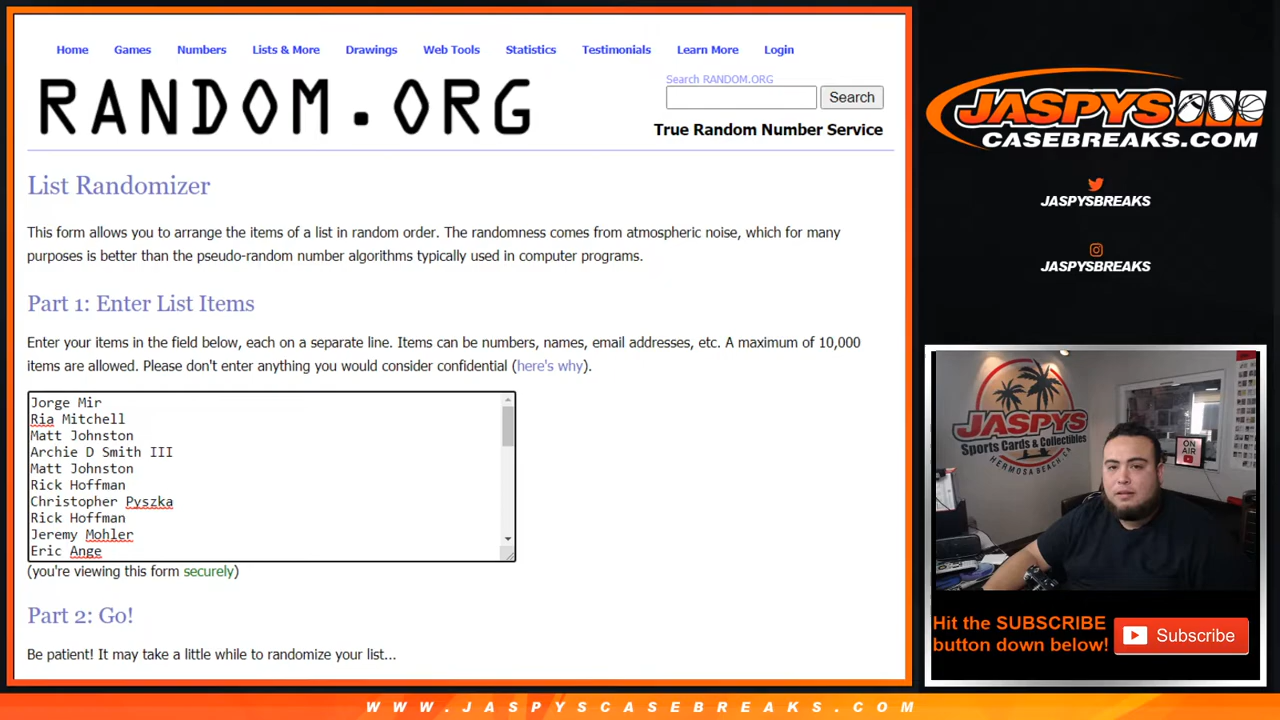 Home Games Numbers Lists & More Drawings Web Tools Statistics Testimonials Learn More Login
RANDOM.ORG
Search RANDOM.ORG
Search
True Random Number Service
List Randomizer
This form allows you to arrange the items of a list in random order. The randomness comes from atmospheric noise, which for many
purposes is better than the pseudo-random number algorithms typically used in computer programs.
Part 1: Enter List Items
Enter your items in the field below, each on a separate line. Items can be numbers, names, email addresses, etc. A maximum of 10,000
items are allowed. Please don't enter anything you would consider confidential (here's why).
Jorge Mir
Ria Mitchell
Matt Johnston
Archie D Smith III
Matt Johnston
Rick Hoffman
Christopher Pyszka
Rick Hoffman
Jeremy Mohler
Eric Ange
(you're viewing this form securely)
Part 2: Go!
Be patient! It may take a little while to randomize your list...
JASPYS
CASEBREAKS.COM
JASPYSBREAKS
JASPYSBREAKS
JASPYS
Sports Cards & Collectibles
HERMOSA BEACH, CA
ON
AIR
Hit the SUBSCRIBE
button down below!
Subscribe
WWW.JASPYSCASEBREAKS.COM